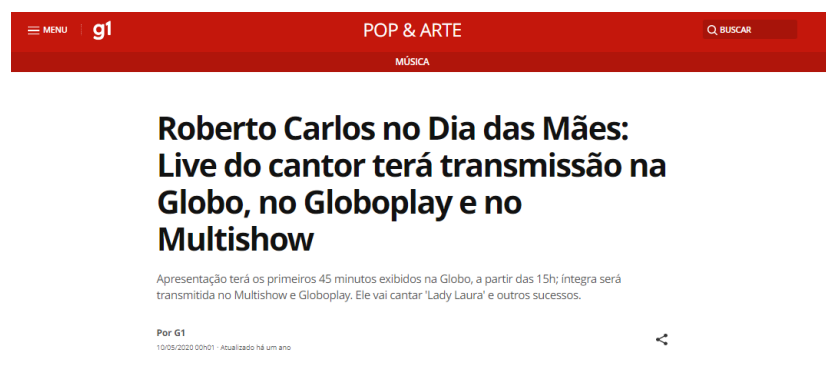 MENU g1 POP & ARTE BUSCAR
MÚSICA
Roberto Carlos no Dia das Mães:
Live do cantor terá transmissão na
Globo, no Globoplay e no
Multishow
Apresentação terá os primeiros 45 minutos exibidos na Globo, a partir das 15h; íntegra será
transmitida no Multishow e Globoplay. Ele vai cantar 'Lady Laura' e outros sucessos.
Por G1
10/05/2020 00h01 · Atualizado há um ano